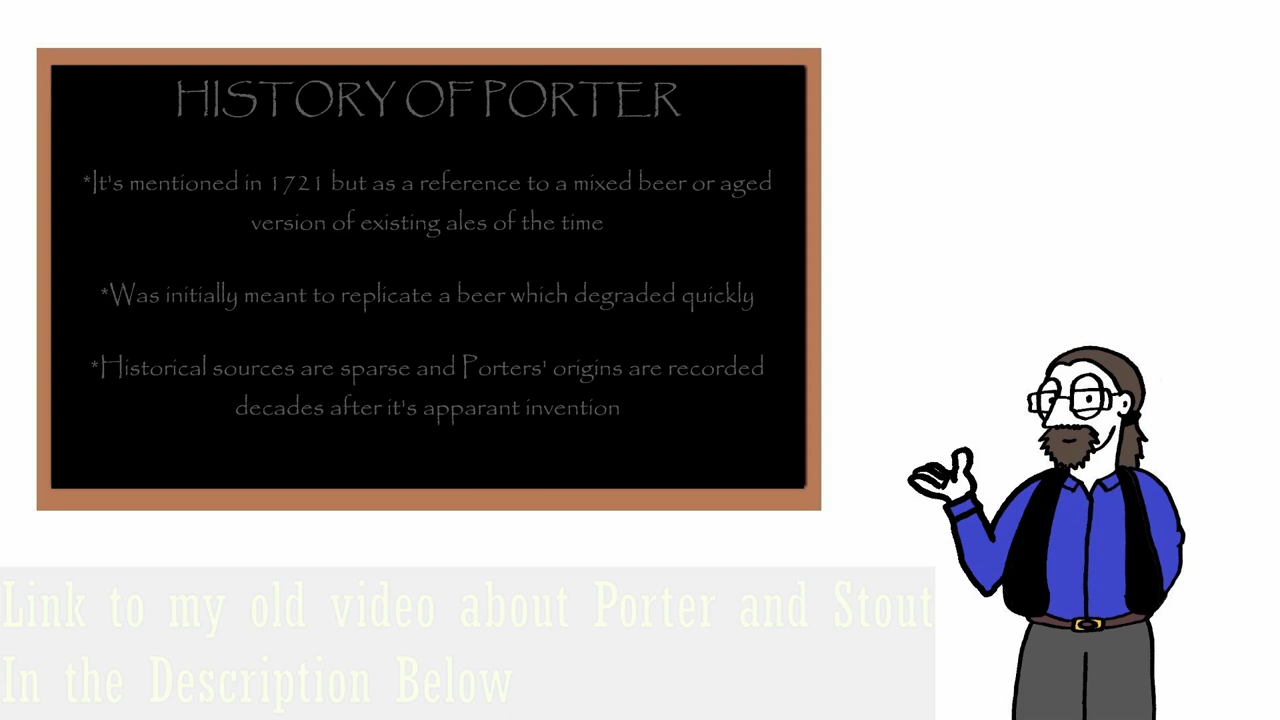 HISTORY OF PORTER
*It's mentioned in 1721 but as a reference to a mixed beer or aged
version of existing ales of the time
*Was initially meant to replicate a beer which degraded quickly
*Historical sources are sparse and Porters' origins are recorded
decades after it's apparant invention
Link to my old video about Porter and Stout
In the Description Below